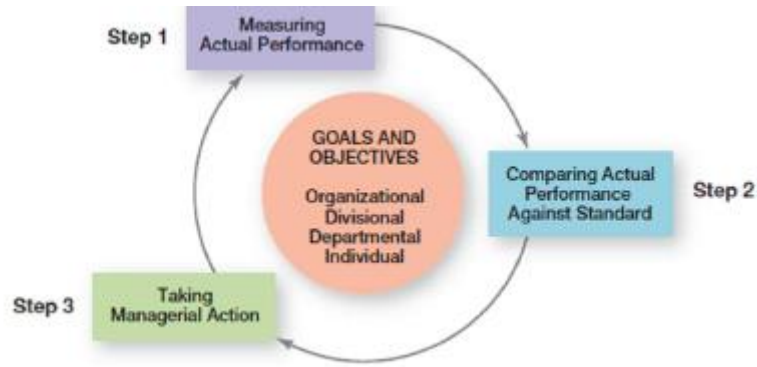 Step 1
Measuring
Actual Performance
GOALS AND
OBJECTIVES
Organizational
Divisional
Departmental
Individual
Comparing Actual
Performance
Against Standard
Step 2
Step 3
Taking
Managerial Action